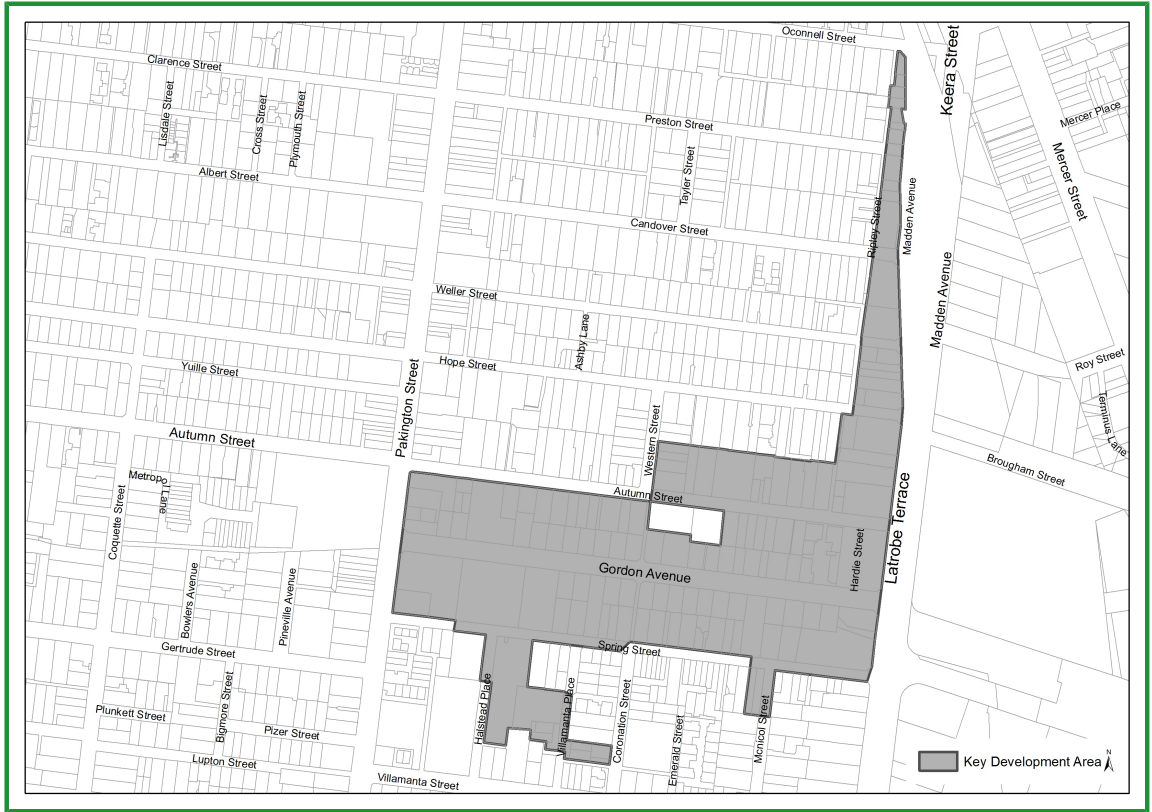 Oconnell Street
Clarence Street
Keera Street
Lisdale Street
Cross Street
Plymouth Street
Preston Street
Mercer Place
Mercer Street
Albert Street
Tayler Street
Candover Street
Ripley Street
Madden Avenue
Madden Avenue
Weller Street
Ashby Lane
Hope Street
Yuille Street
Roy Street
Terminus Lane
Pakington Street
Autumn Street
Western Street
Brougham Street
Metropol Lane
Autumn Street
Coquette Street
Latrobe Terrace
Hardie Street
Gordon Avenue
Bowlers Avenue
Pineville Avenue
Gertrude Street
Spring Street
Bigmore Street
Halstead Place
Villamanta Place
Coronation Street
Emerald Street
Mcnicol Street
Plunkett Street
Pizer Street
Lupton Street
Villamanta Street
Key Development Area
N